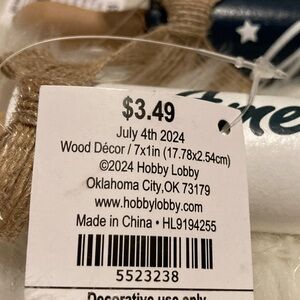 $3.49
July 4th 2024
Wood Décor / 7x1in (17.78x2.54cm)
©2024 Hobby Lobby
Oklahoma City,OK 73179
www.hobbylobby.com
Made in China • HL9194255
5523238
Decorative use only